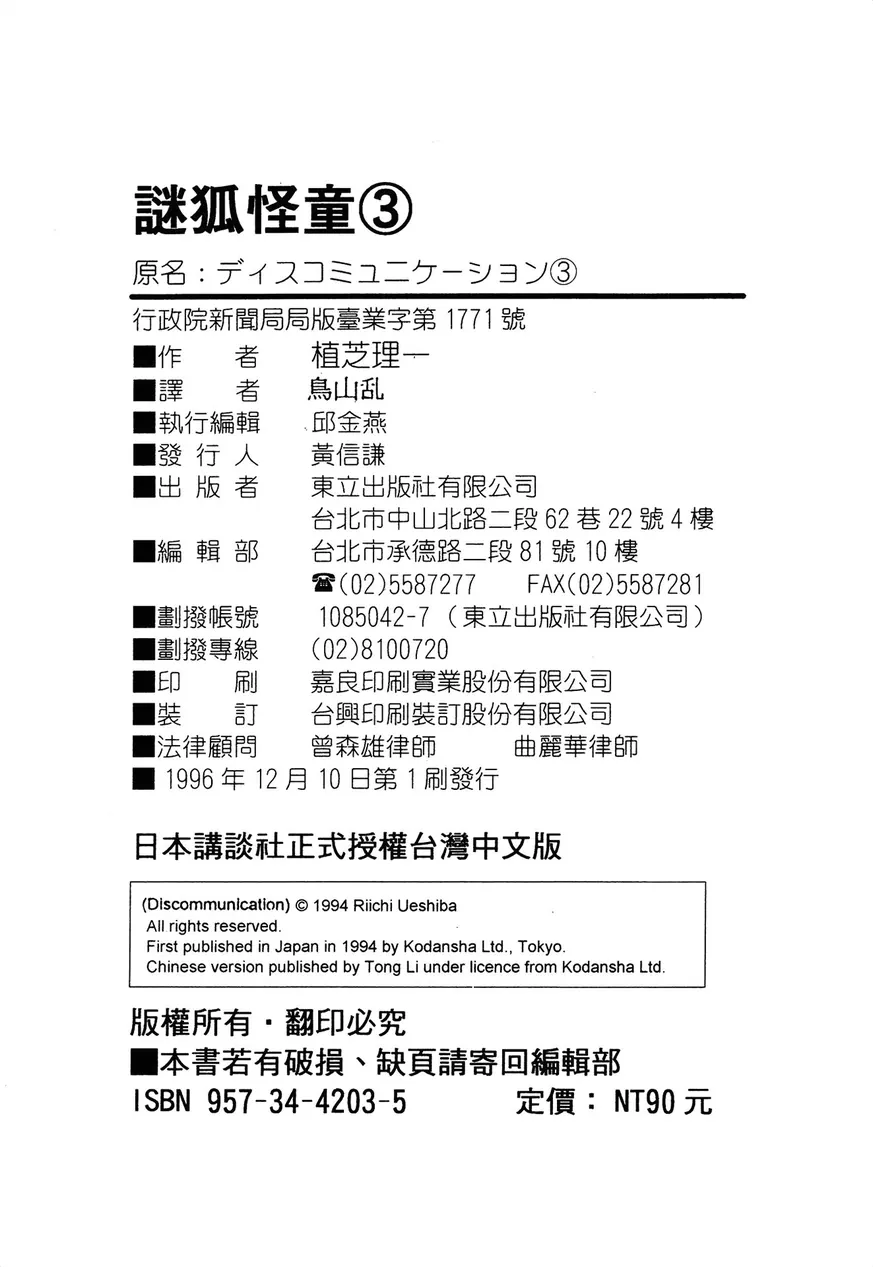 謎狐怪童③
原名：ディスコミュニケーション③
行政院新聞局局版臺業字第 1771 號
■作　　者　植芝理一
■譯　　者　鳥山乱
■執行編輯　邱金燕
■發 行 人　黃信謙
■出 版 者　東立出版社有限公司
台北市中山北路二段 62 巷 22 號 4 樓
■編 輯 部　台北市承德路二段 81 號 10 樓
☎(02)5587277　FAX(02)5587281
■劃撥帳號　1085042-7（東立出版社有限公司）
■劃撥專線　(02)8100720
■印　　刷　嘉良印刷實業股份有限公司
■裝　　訂　台興印刷裝訂股份有限公司
■法律顧問　曾森雄律師　曲麗華律師
■ 1996 年 12 月 10 日第 1 刷發行
日本講談社正式授權台灣中文版
(Discommunication) © 1994 Riichi Ueshiba
All rights reserved.
First published in Japan in 1994 by Kodansha Ltd., Tokyo.
Chinese version published by Tong Li under licence from Kodansha Ltd.
版權所有・翻印必究
■本書若有破損、缺頁請寄回編輯部
ISBN 957-34-4203-5　定價：NT90 元